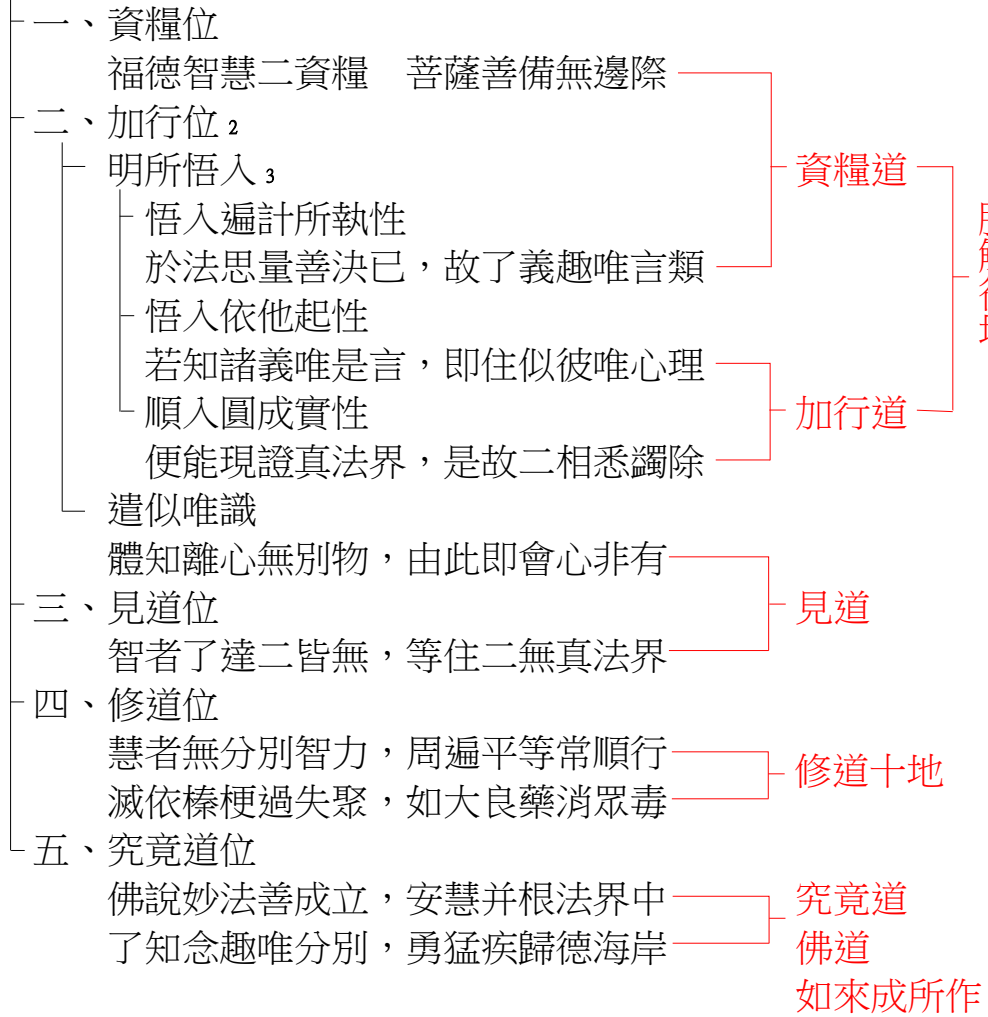 一、資糧位
福德智慧二資糧　菩薩善備無邊際
二、加行位2
明所悟入3
資糧道
悟入遍計所執性
於法思量善決已，故了義趣唯言類
悟入依他起性
若知諸義唯是言，即住似彼唯心理
順入圓成實性
加行道
便能現證真法界，是故二相悉蠲除
遣似唯識
體知離心無別物，由此即會心非有
三、見道位
見道
智者了達二皆無，等住二無真法界
四、修道位
慧者無分別智力，周遍平等常順行
修道十地
滅依榛梗過失聚，如大良藥消眾毒
五、究竟道位
佛說妙法善成立，安慧并根法界中
究竟道
了知念趣唯分別，勇猛疾歸德海岸
佛道
如來成所作